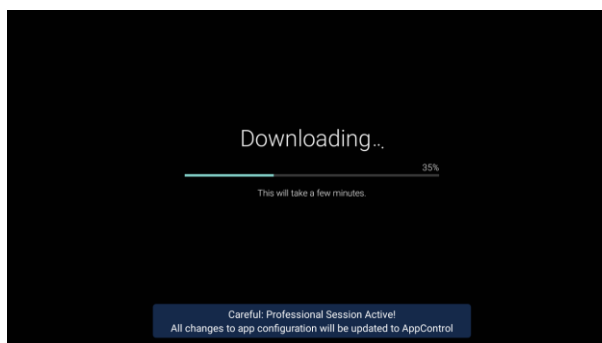 Downloading...
35%
This will take a few minutes.
Careful: Professional Session Active!
All changes to app configuration will be updated to AppControl